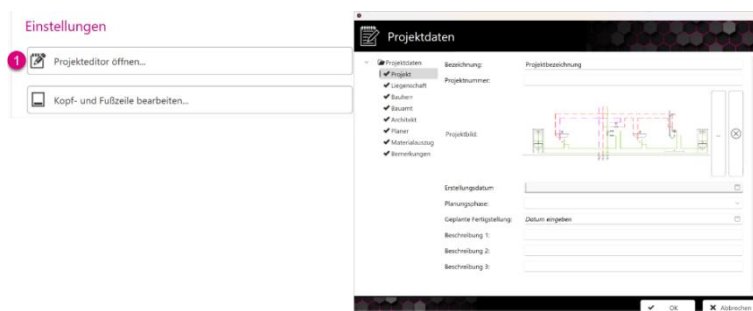 Einstellungen
1
Projekteditor öffnen...
Kopf- und Fußzeile bearbeiten...
Projektdaten
Projektdaten
Projekt
Liegenschaft
Bauherr
Bauamt
Architekt
Planer
Materialauszug
Bemerkungen
Bezeichnung: Projektbezeichnung
Projektnummer:
Projektbild:
Erstellungsdatum
Planungsphase:
Geplante Fertigstellung: Datum eingeben
Beschreibung 1:
Beschreibung 2:
Beschreibung 3:
OK
Abbrechen